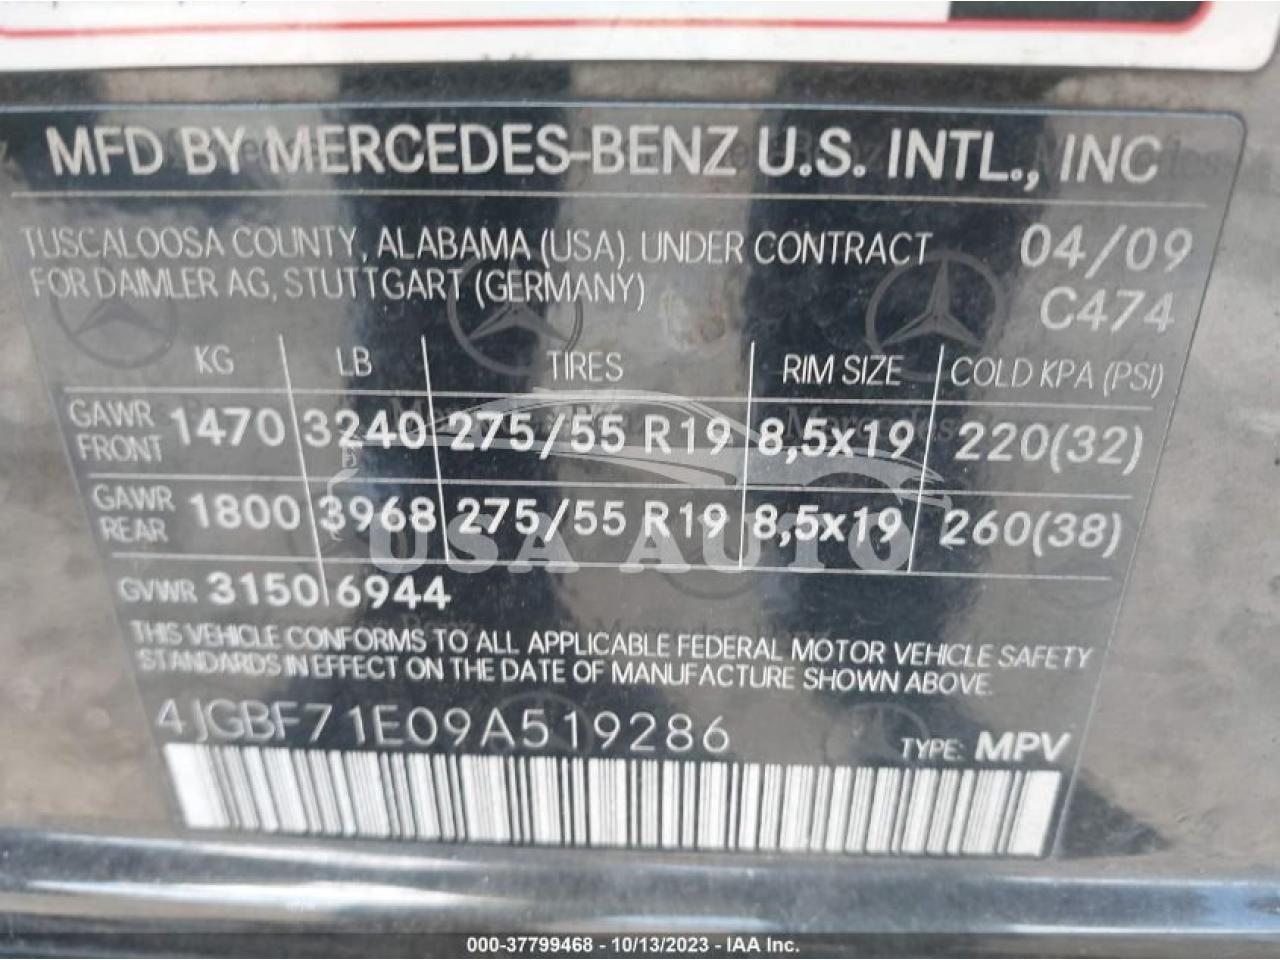 MFD BY MERCEDES-BENZ U.S. INTL., INC
TUSCALOOSA COUNTY, ALABAMA (USA). UNDER CONTRACT 04/09
FOR DAIMLER AG, STUTTGART (GERMANY) C474
KG LB TIRES RIM SIZE COLD KPA (PSI)
GAWR FRONT 1470 3240 275/55 R19 8,5x19 220(32)
GAWR REAR 1800 3968 275/55 R19 8,5x19 260(38)
USA AUTO
GVWR 3150 6944
THIS VEHICLE CONFORMS TO ALL APPLICABLE FEDERAL MOTOR VEHICLE SAFETY
STANDARDS IN EFFECT ON THE DATE OF MANUFACTURE SHOWN ABOVE.
4JGBF71E09A519286 TYPE: MPV
000-37799468 - 10/13/2023 - IAA Inc.